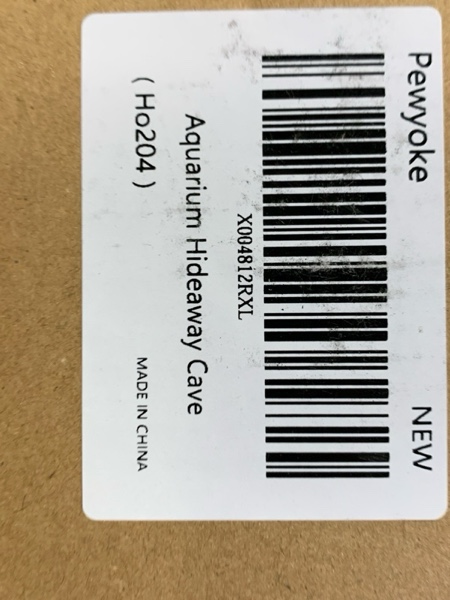 Pewyoke NEW
X004812RXL
Aquarium Hideaway Cave
( Ho204 ) MADE IN CHINA